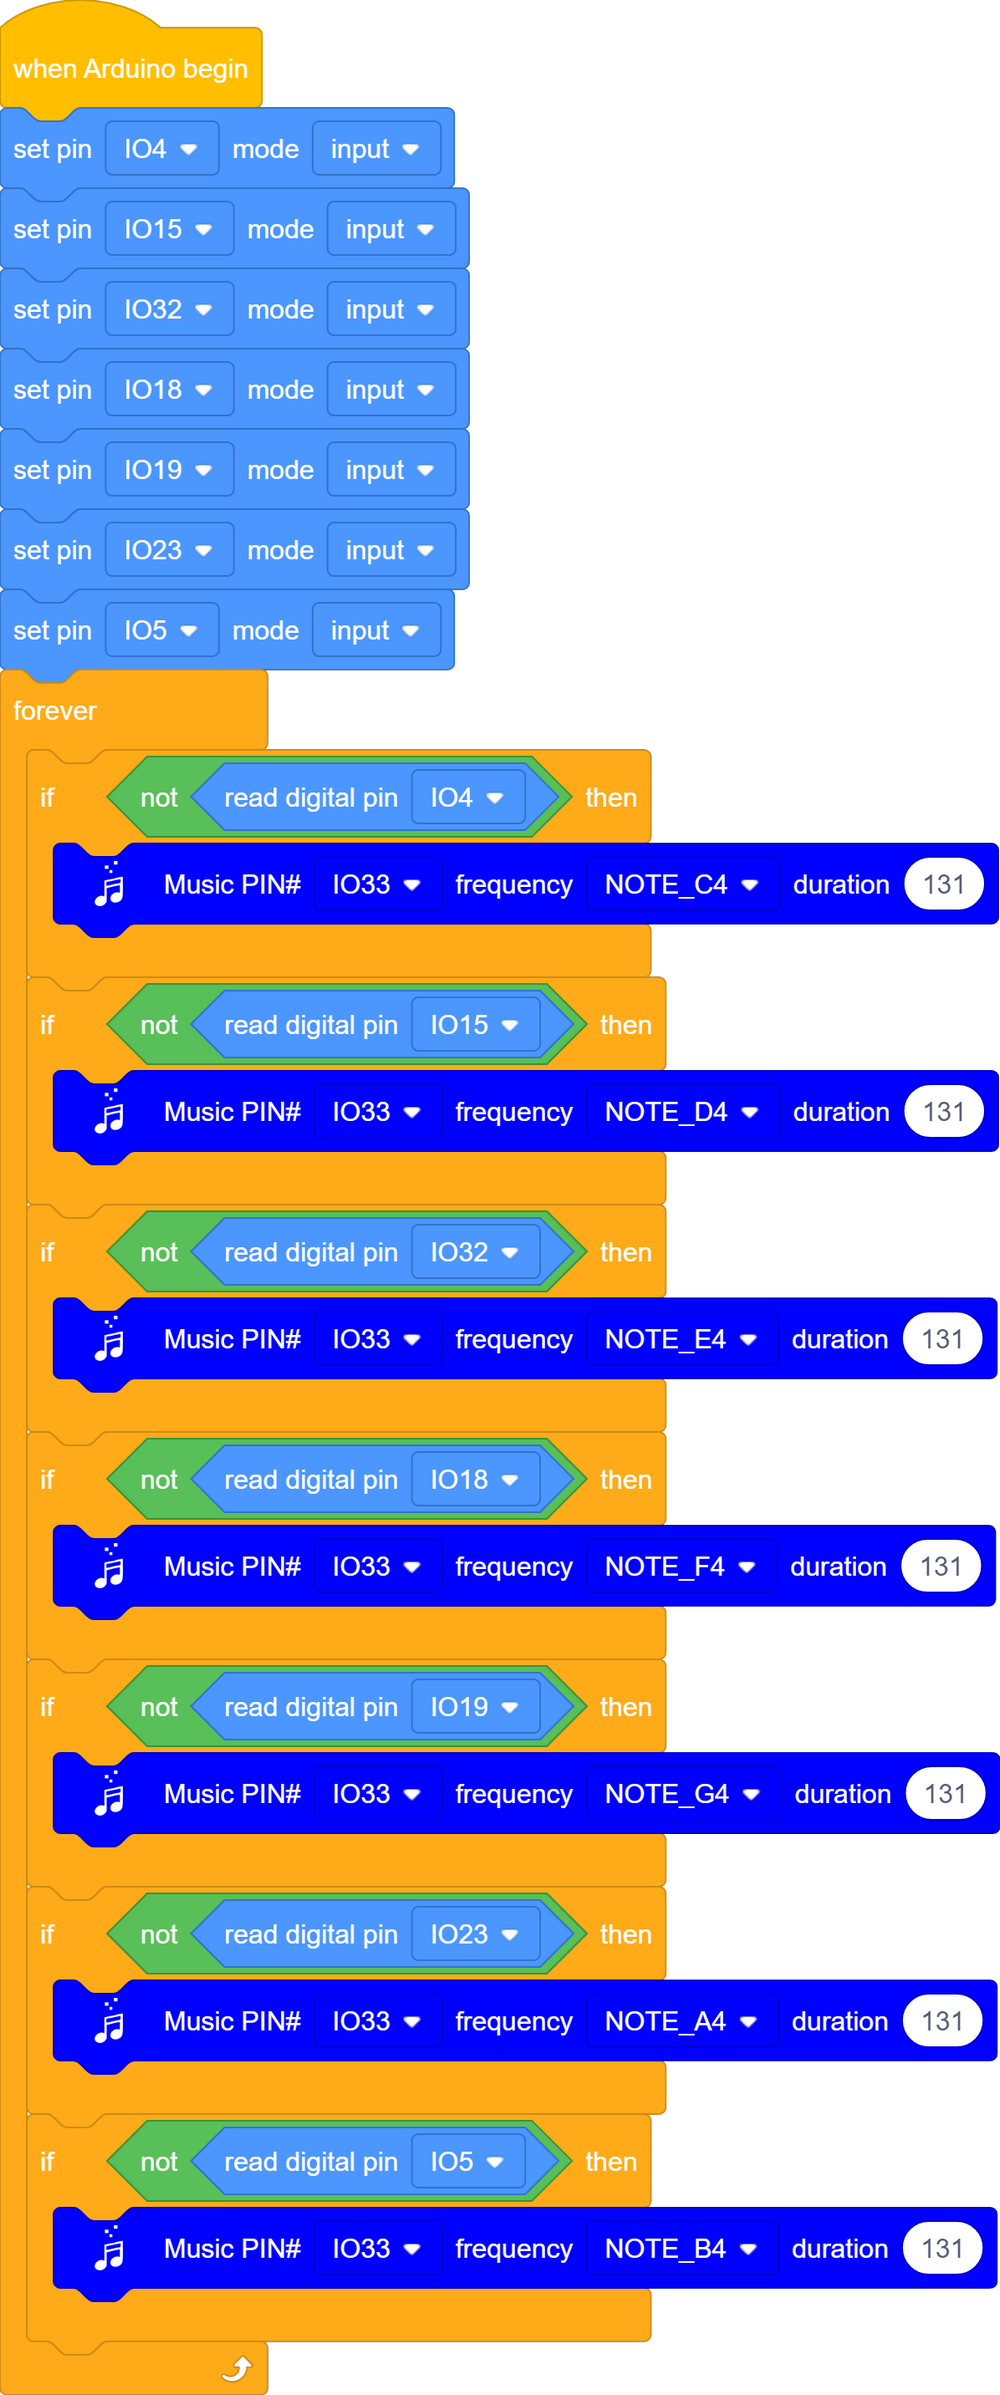 when Arduino begin
set pin IO4 mode input
set pin IO15 mode input
set pin IO32 mode input
set pin IO18 mode input
set pin IO19 mode input
set pin IO23 mode input
set pin IO5 mode input
forever
if not read digital pin IO4 then
Music PIN# IO33 frequency NOTE_C4 duration 131
if not read digital pin IO15 then
Music PIN# IO33 frequency NOTE_D4 duration 131
if not read digital pin IO32 then
Music PIN# IO33 frequency NOTE_E4 duration 131
if not read digital pin IO18 then
Music PIN# IO33 frequency NOTE_F4 duration 131
if not read digital pin IO19 then
Music PIN# IO33 frequency NOTE_G4 duration 131
if not read digital pin IO23 then
Music PIN# IO33 frequency NOTE_A4 duration 131
if not read digital pin IO5 then
Music PIN# IO33 frequency NOTE_B4 duration 131